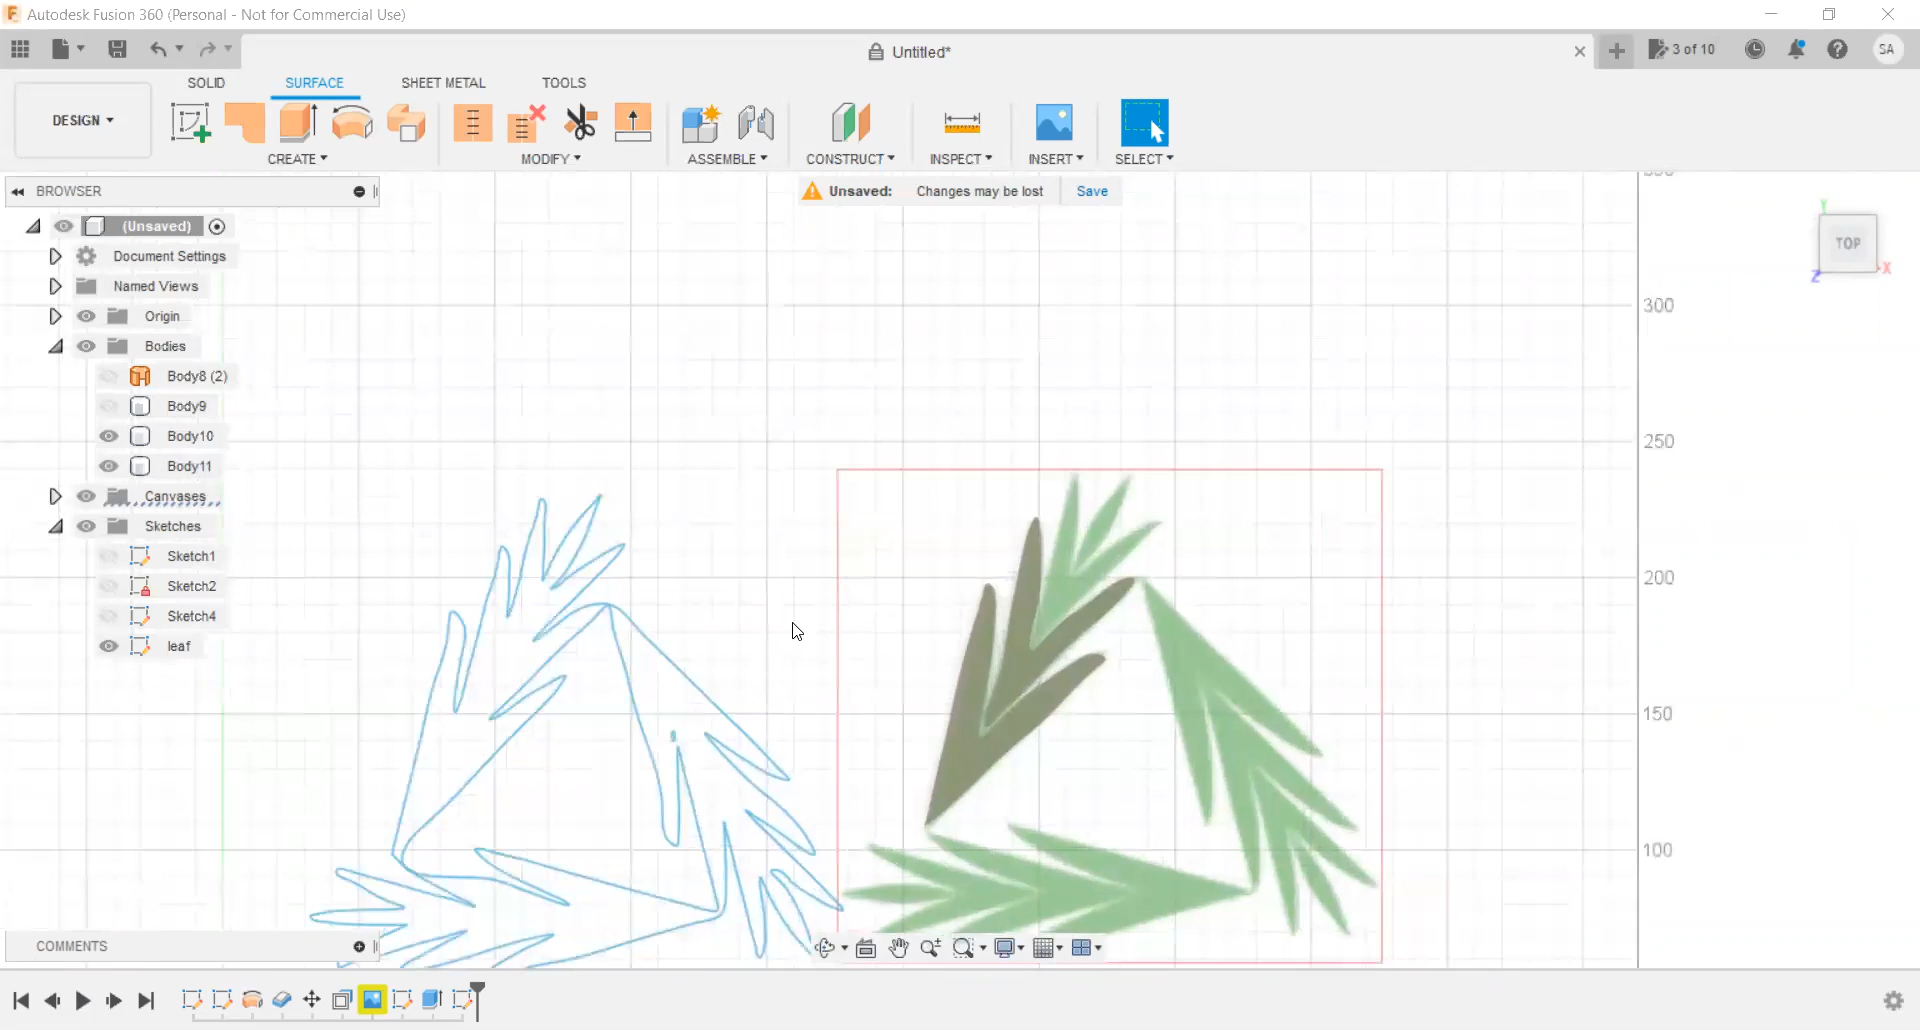 Autodesk Fusion 360 (Personal - Not for Commercial Use)
Untitled*
3 of 10
SA
SOLID
SURFACE
SHEET METAL
TOOLS
DESIGN
CREATE
MODIFY
ASSEMBLE
CONSTRUCT
INSPECT
INSERT
SELECT
BROWSER
Unsaved: Changes may be lost
Save
(Unsaved)
Document Settings
Named Views
Origin
Bodies
Body8 (2)
Body9
Body10
Body11
Canvases
Sketches
Sketch1
Sketch2
Sketch4
leaf
Y
TOP
X
Z
300
250
200
150
100
COMMENTS